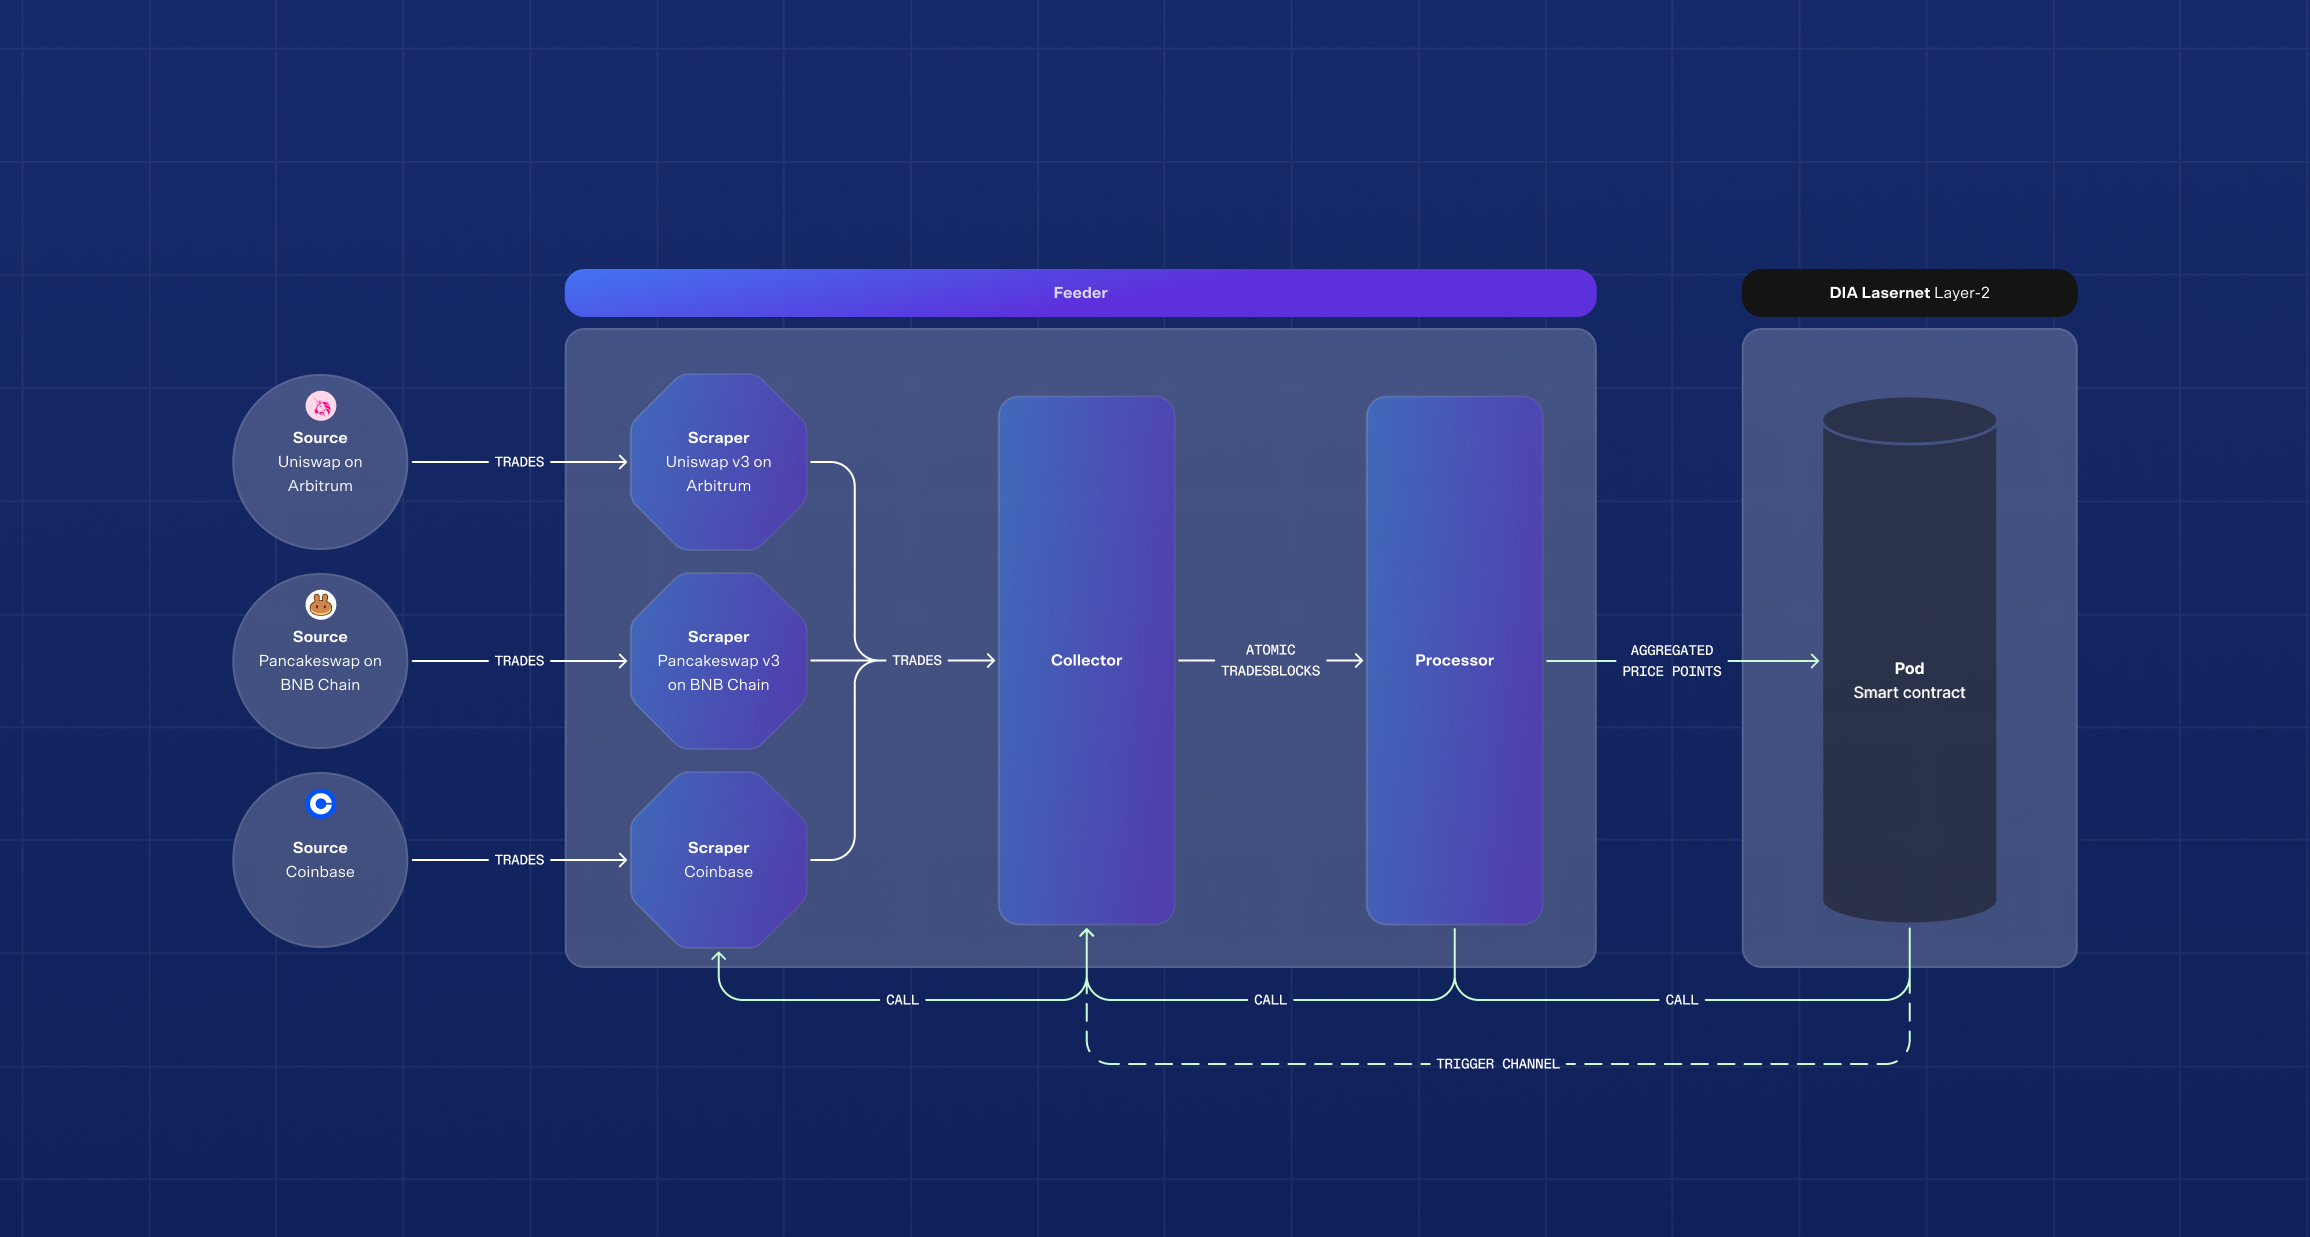 Feeder
DIA Lasernet Layer-2
Source
Uniswap on
Arbitrum
TRADES
Scraper
Uniswap v3 on
Arbitrum
Source
Pancakeswap on
BNB Chain
TRADES
Scraper
Pancakeswap v3
on BNB Chain
TRADES
Collector
ATOMIC
TRADESBLOCKS
Processor
AGGREGATED
PRICE POINTS
Pod
Smart contract
Source
Coinbase
TRADES
Scraper
Coinbase
CALL
CALL
CALL
TRIGGER CHANNEL